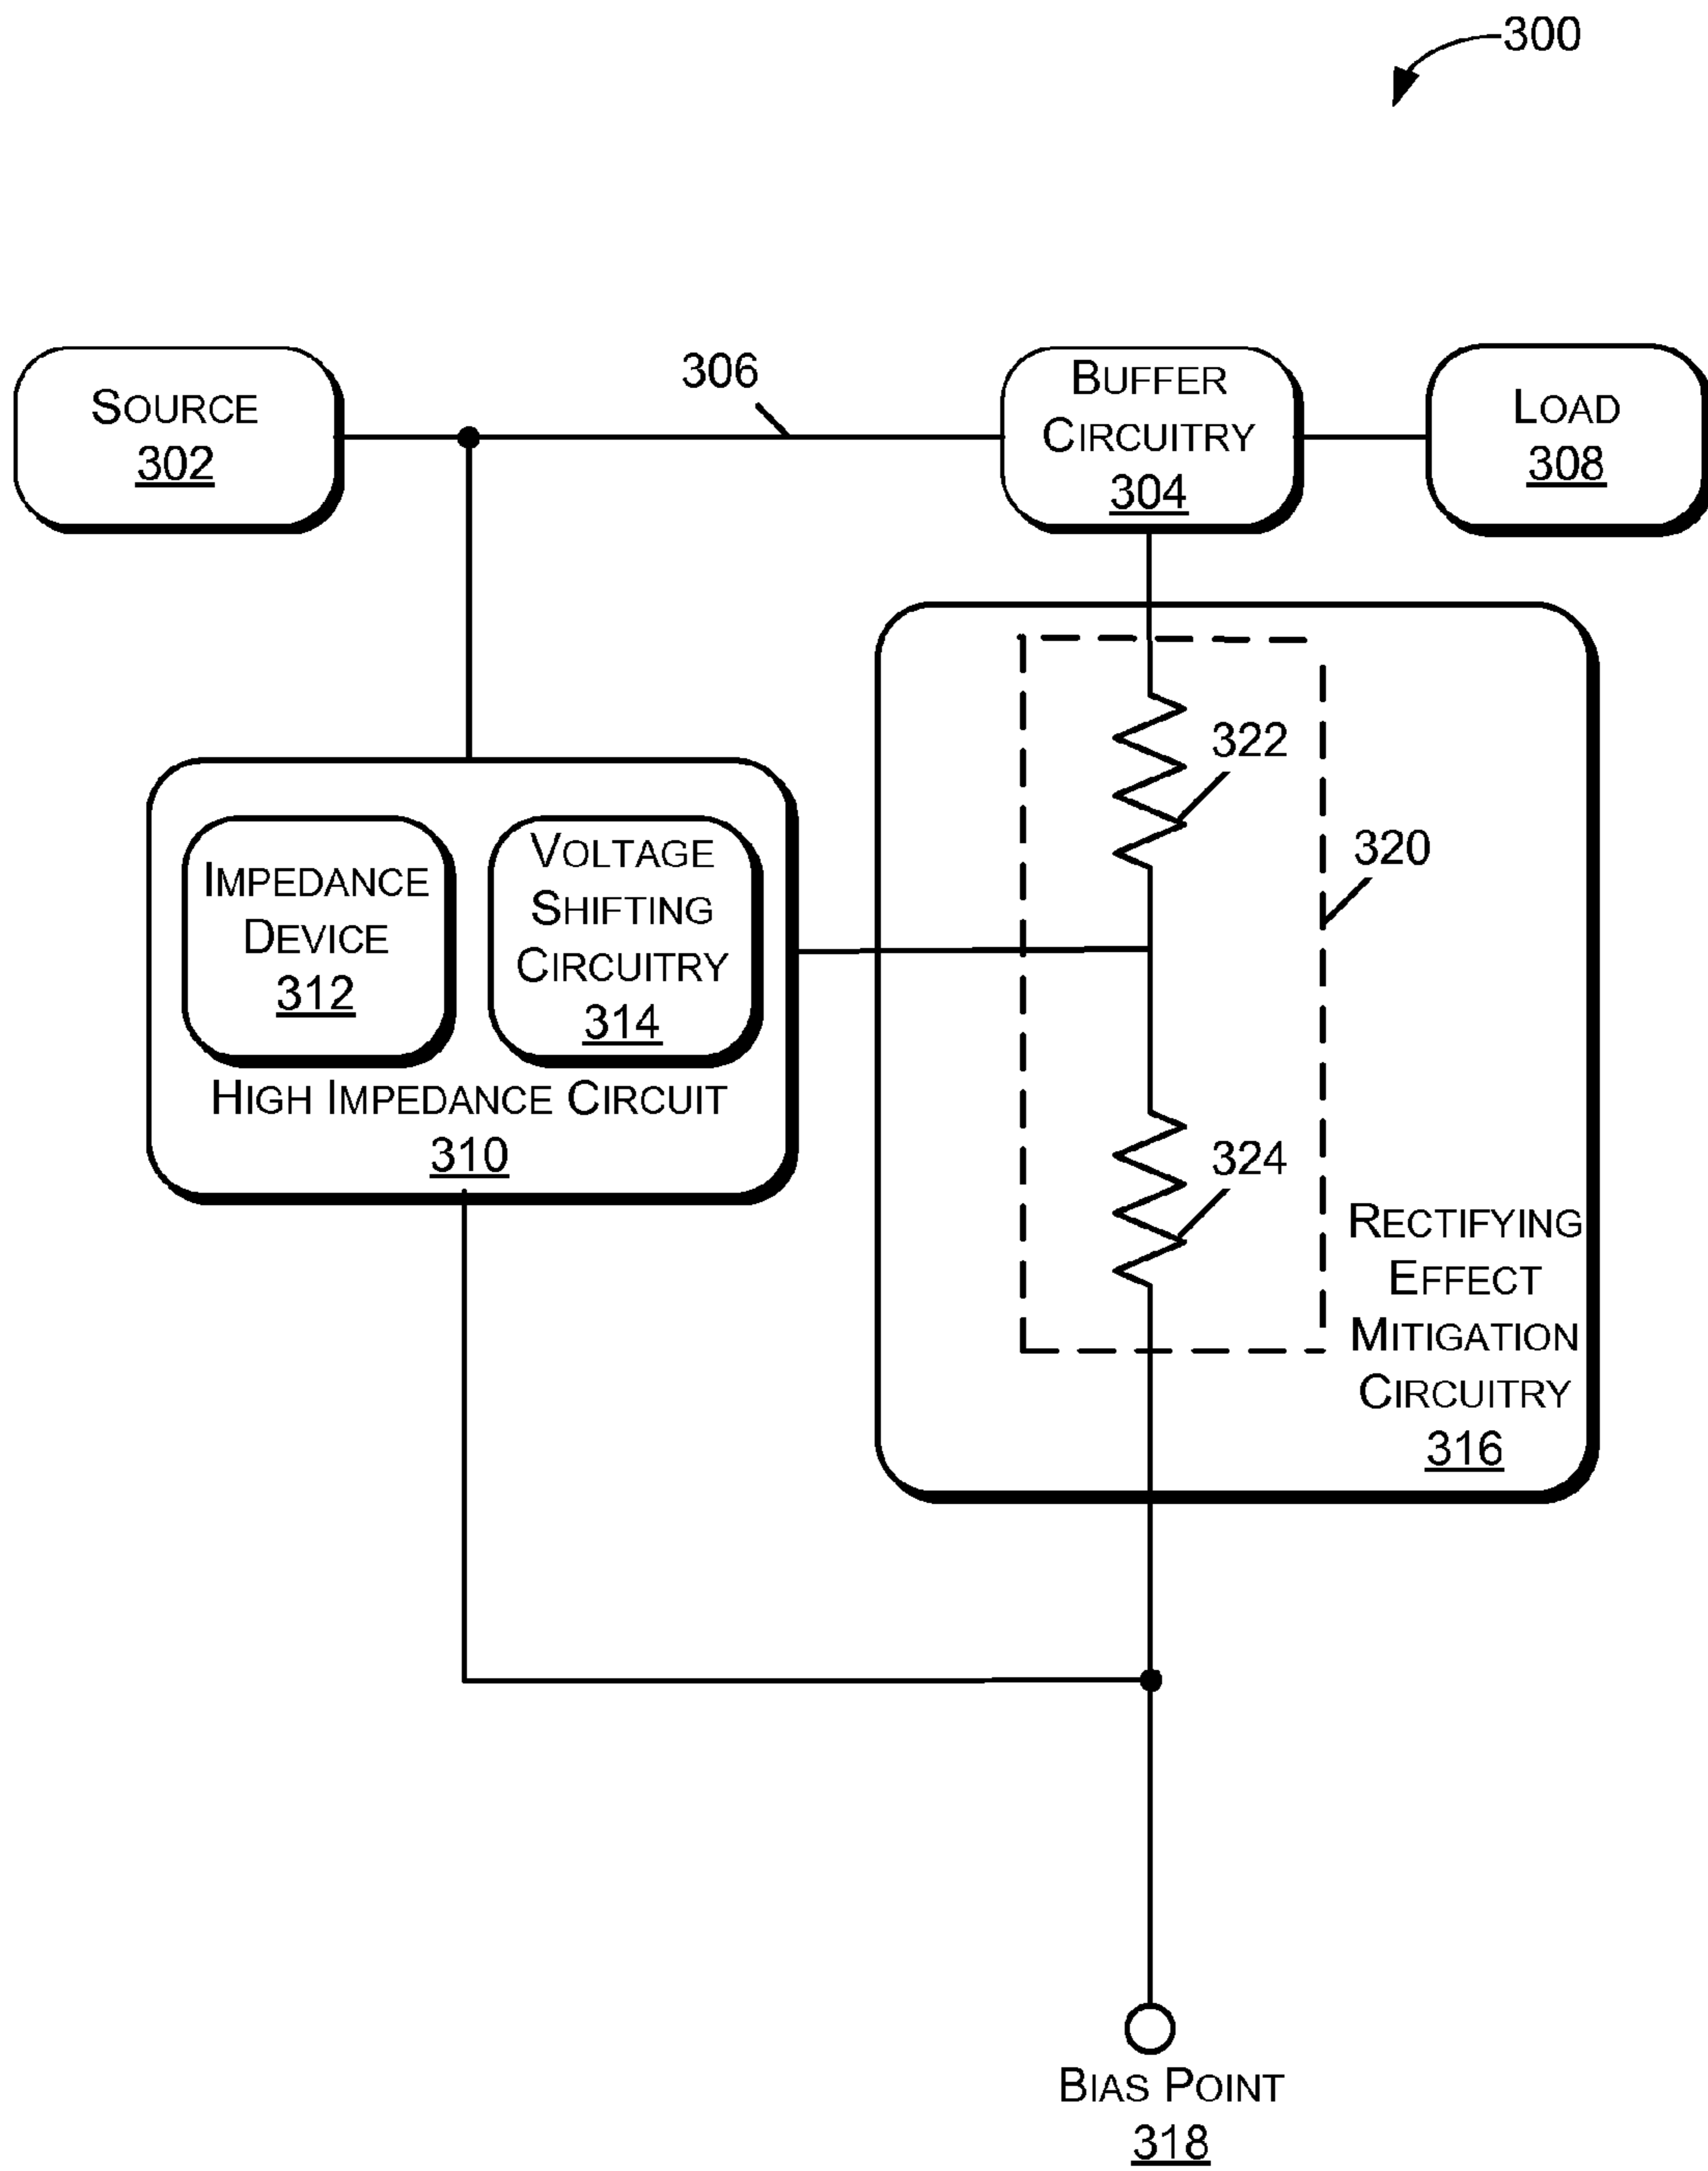 300
306
SOURCE
302
BUFFER
CIRCUITRY
304
LOAD
308
322
320
IMPEDANCE
DEVICE
312
VOLTAGE
SHIFTING
CIRCUITRY
314
HIGH IMPEDANCE CIRCUIT
310
324
RECTIFYING
EFFECT
MITIGATION
CIRCUITRY
316
BIAS POINT
318